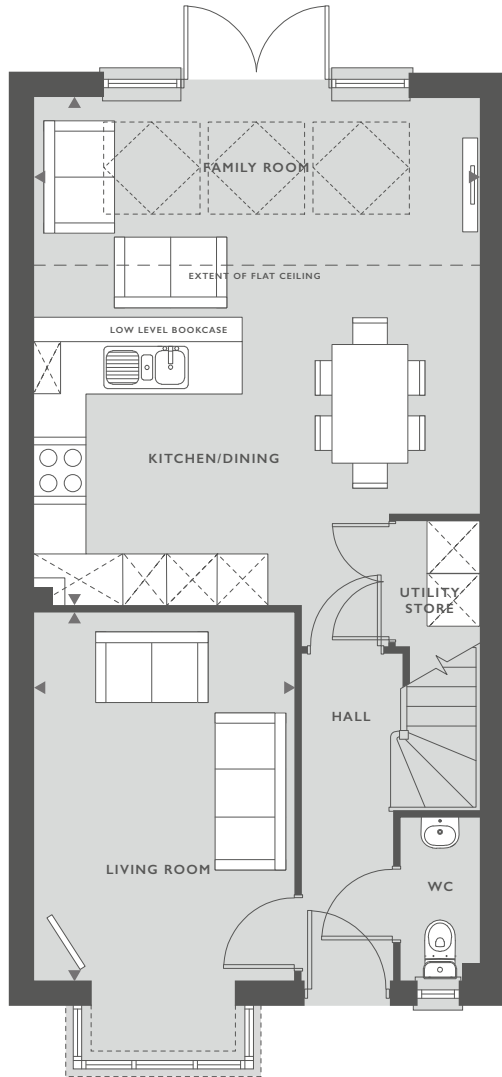 FAMILY ROOM
EXTENT OF FLAT CEILING
LOW LEVEL BOOKCASE
KITCHEN/DINING
UTILITY
STORE
HALL
LIVING ROOM
WC